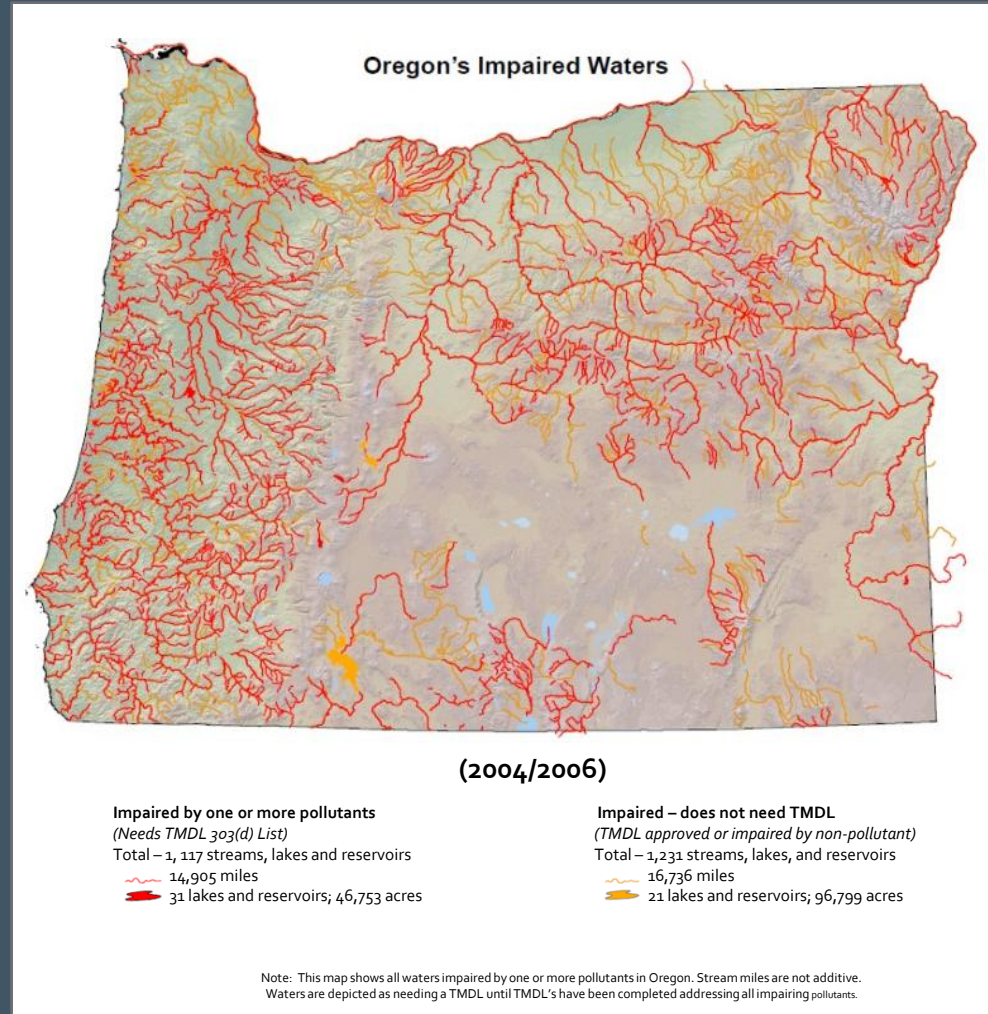 Oregon's Impaired Waters
(2004/2006)
Impaired by one or more pollutants
(Needs TMDL 303(d) List)
Total – 1, 117 streams, lakes and reservoirs
14,905 miles
31 lakes and reservoirs; 46,753 acres
Impaired – does not need TMDL
(TMDL approved or impaired by non-pollutant)
Total – 1,231 streams, lakes, and reservoirs
16,736 miles
21 lakes and reservoirs; 96,799 acres
Note: This map shows all waters impaired by one or more pollutants in Oregon. Stream miles are not additive.
Waters are depicted as needing a TMDL until TMDL's have been completed addressing all impairing pollutants.